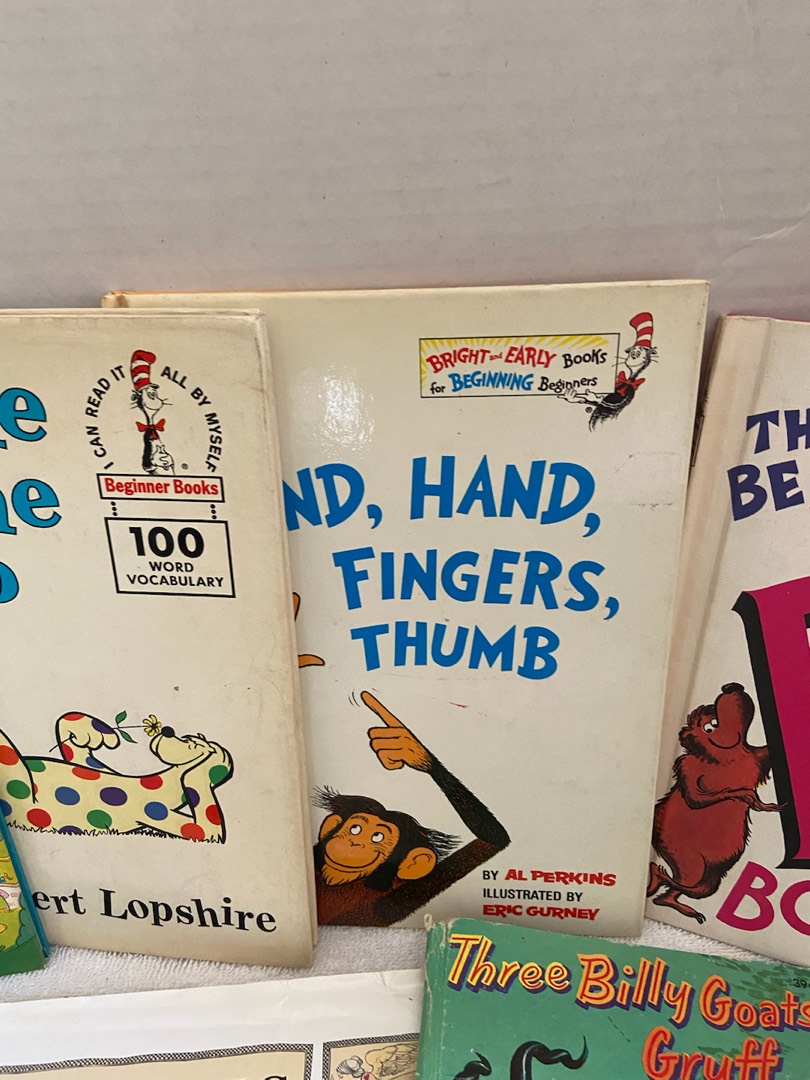 I CAN READ IT ALL BY MYSELF
Beginner Books
100
WORD
VOCABULARY
ert Lopshire
BRIGHT and EARLY BOOKS
for BEGINNING Beginners
ND, HAND,
FINGERS,
THUMB
BY AL PERKINS
ILLUSTRATED BY
ERIC GURNEY
TH
BE
BO
Three Billy Goats
Gruff